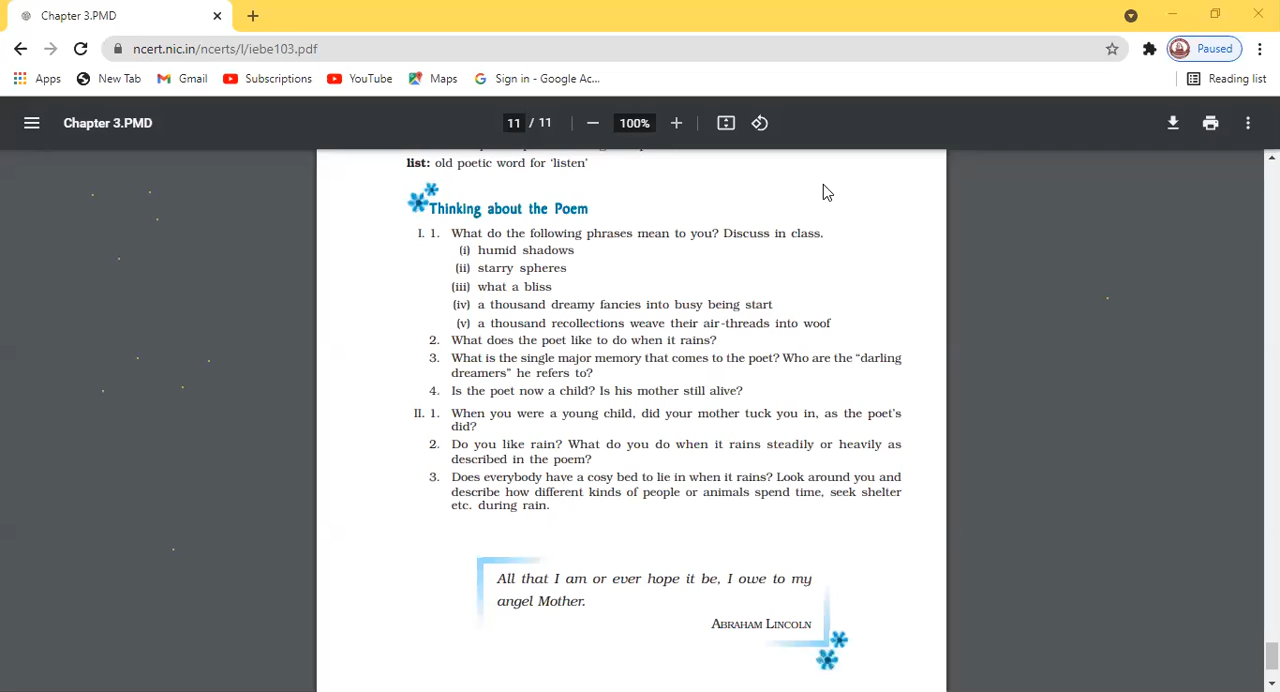 Chapter 3.PMD
ncert.nic.in/ncerts/l/iebe103.pdf
Paused
Apps New Tab Gmail Subscriptions YouTube Maps Sign in - Google Ac... Reading list
Chapter 3.PMD 11 / 11 100%
list: old poetic word for ‘listen’
Thinking about the Poem
I. 1. What do the following phrases mean to you? Discuss in class.
(i) humid shadows
(ii) starry spheres
(iii) what a bliss
(iv) a thousand dreamy fancies into busy being start
(v) a thousand recollections weave their air-threads into woof
2. What does the poet like to do when it rains?
3. What is the single major memory that comes to the poet? Who are the “darling
dreamers” he refers to?
4. Is the poet now a child? Is his mother still alive?
II. 1. When you were a young child, did your mother tuck you in, as the poet’s
did?
2. Do you like rain? What do you do when it rains steadily or heavily as
described in the poem?
3. Does everybody have a cosy bed to lie in when it rains? Look around you and
describe how different kinds of people or animals spend time, seek shelter
etc. during rain.
All that I am or ever hope it be, I owe to my
angel Mother.
ABRAHAM LINCOLN